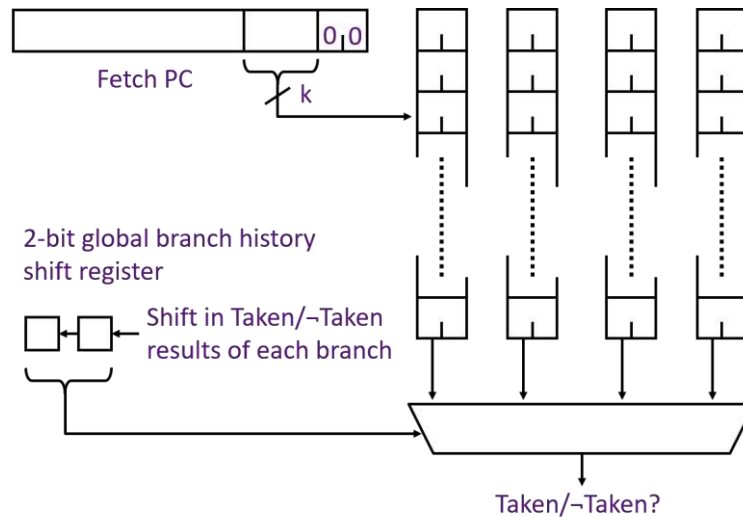 0 0
Fetch PC
k
2-bit global branch history
shift register
Shift in Taken/¬Taken
results of each branch
Taken/¬Taken?